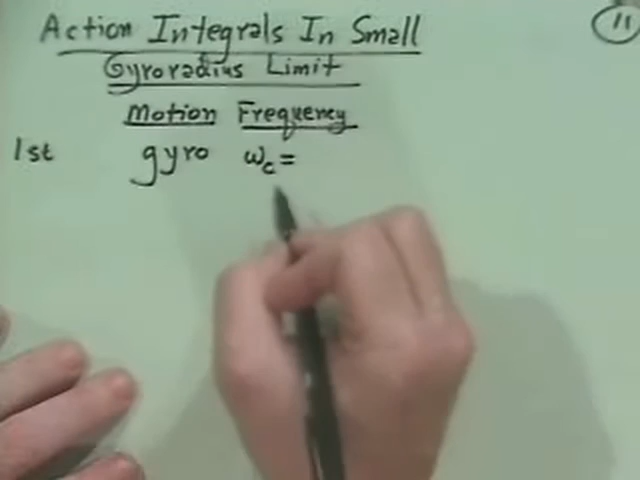 11
Action Integrals In Small
Gyroradius Limit
Motion Frequency
1st gyro ωc=